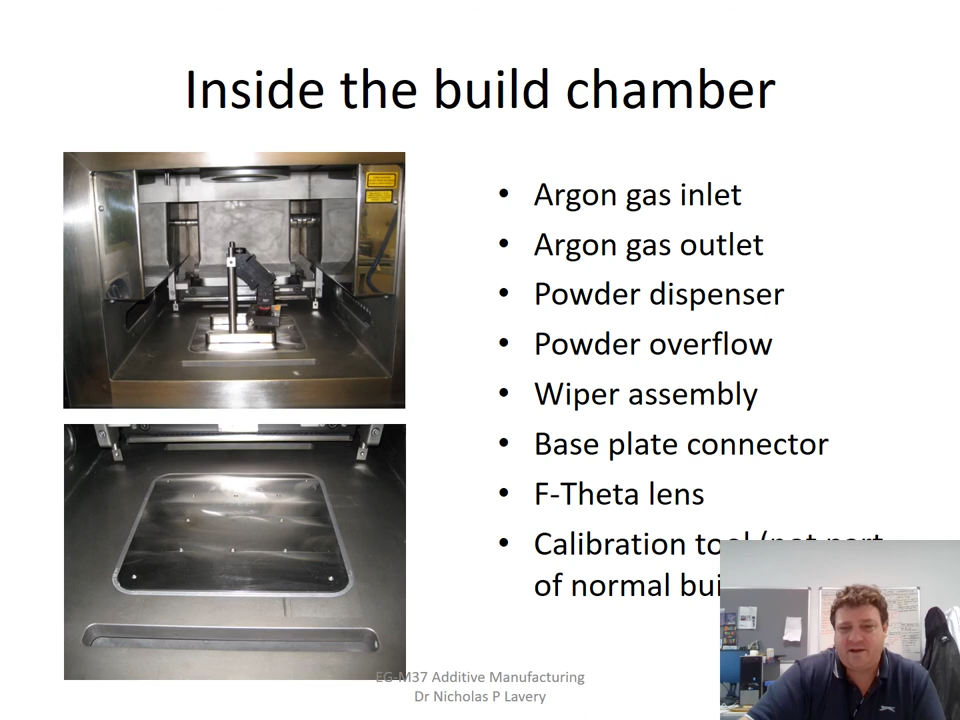 Inside the build chamber
• Argon gas inlet
• Argon gas outlet
• Powder dispenser
• Powder overflow
• Wiper assembly
• Base plate connector
• F-Theta lens
• Calibration tool (not part
of normal
EG-M37 Additive Manufacturing
Dr Nicholas P Lavery